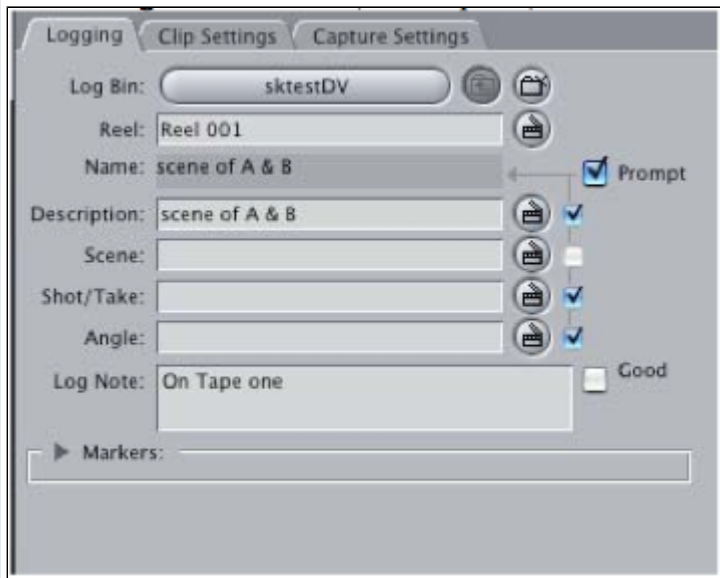 Logging Clip Settings Capture Settings
Log Bin: sktestDV
Reel: Reel 001
Name: scene of A & B
Prompt
Description: scene of A & B
Scene:
Shot/Take:
Angle:
Log Note: On Tape one
Good
Markers: